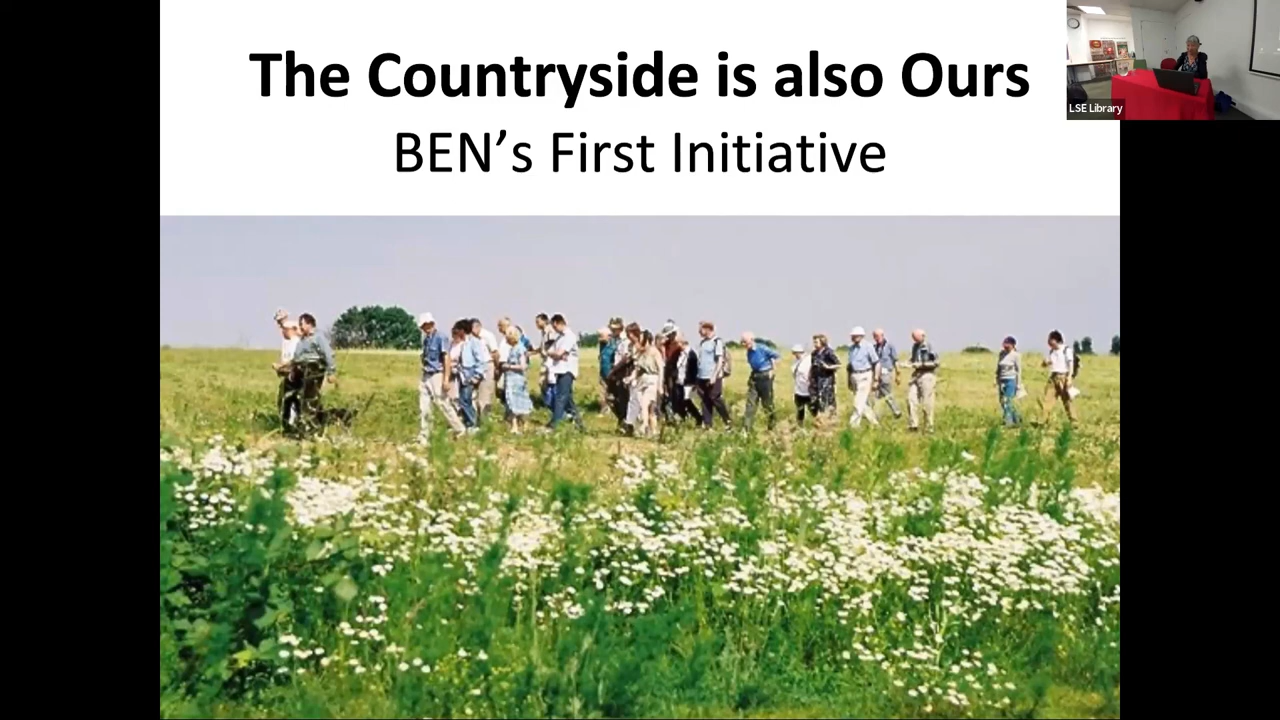 The Countryside is also Ours
BEN’s First Initiative
LSE Library